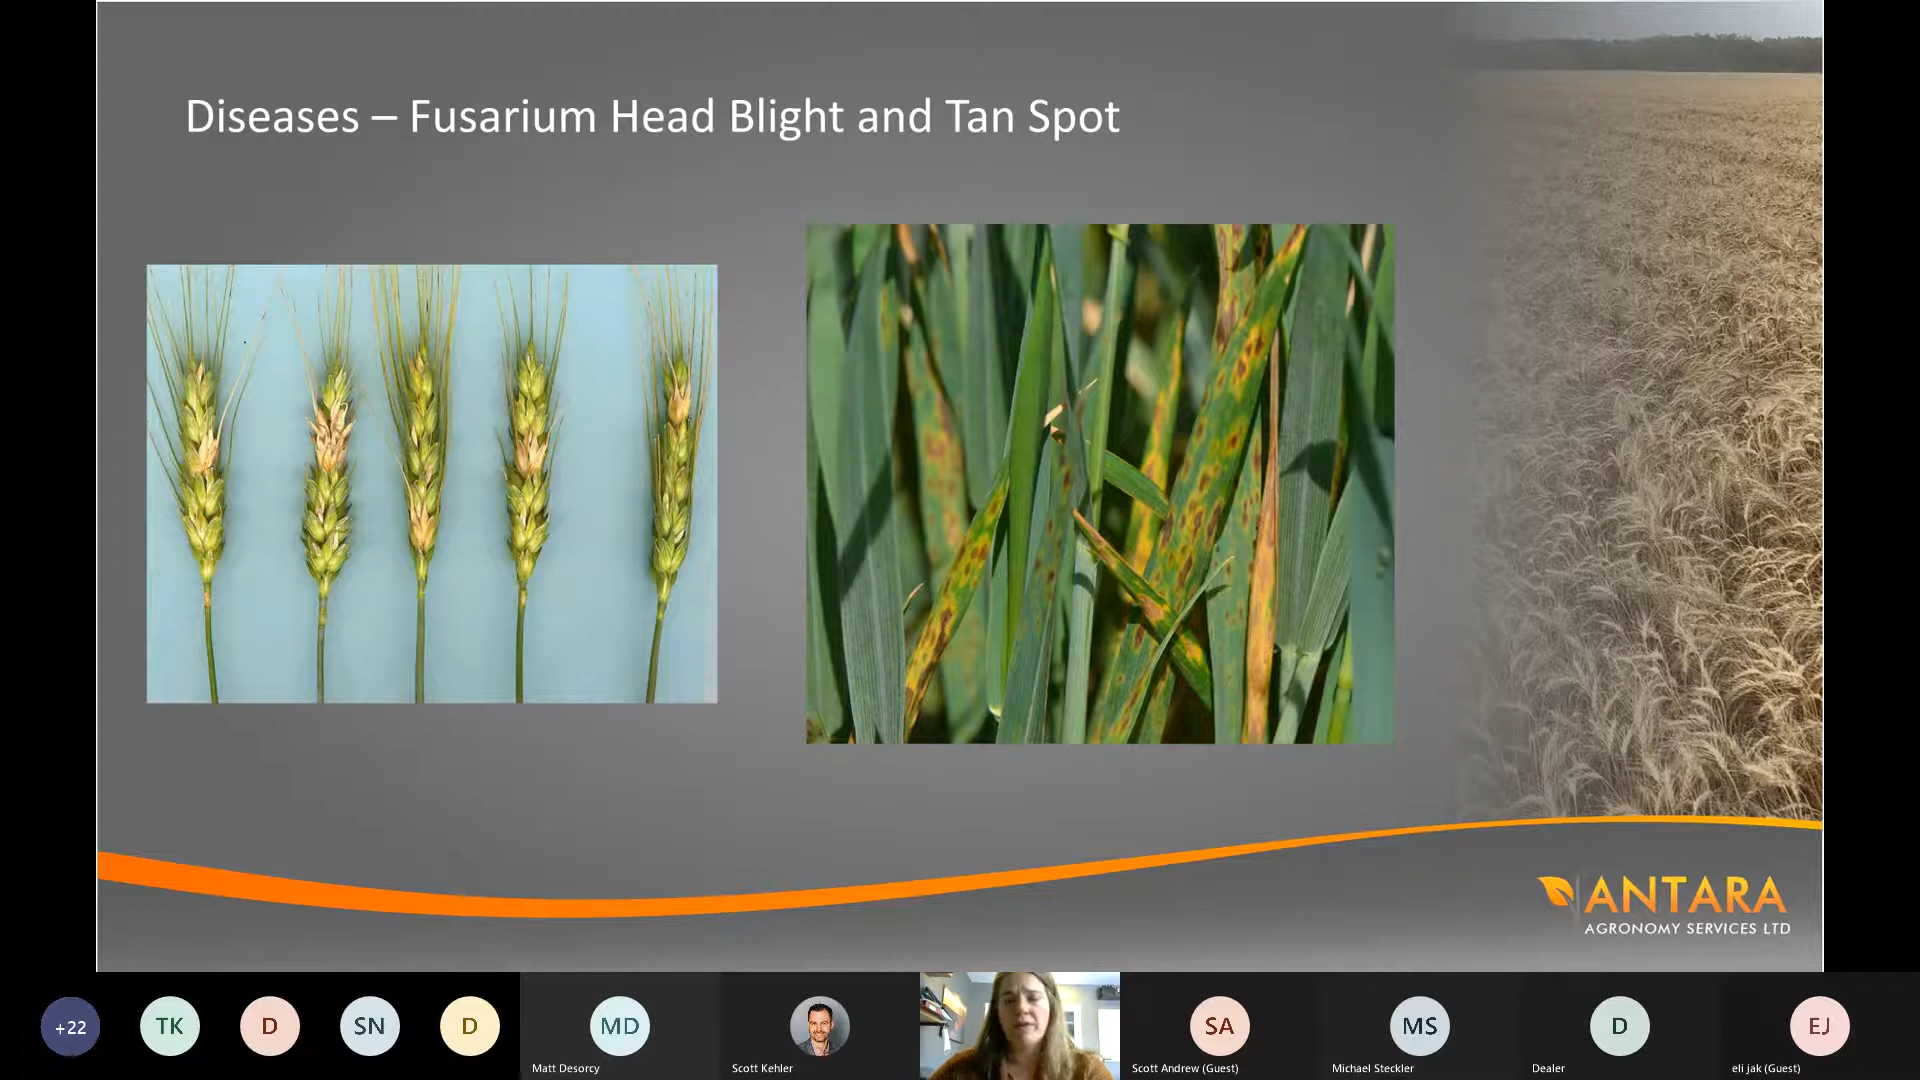 Diseases – Fusarium Head Blight and Tan Spot
ANTARA
AGRONOMY SERVICES LTD
+22
TK
D
SN
D
MD
SA
MS
D
EJ
Matt Desorcy
Scott Kehler
Scott Andrew (Guest)
Michael Steckler
Dealer
eli jak (Guest)